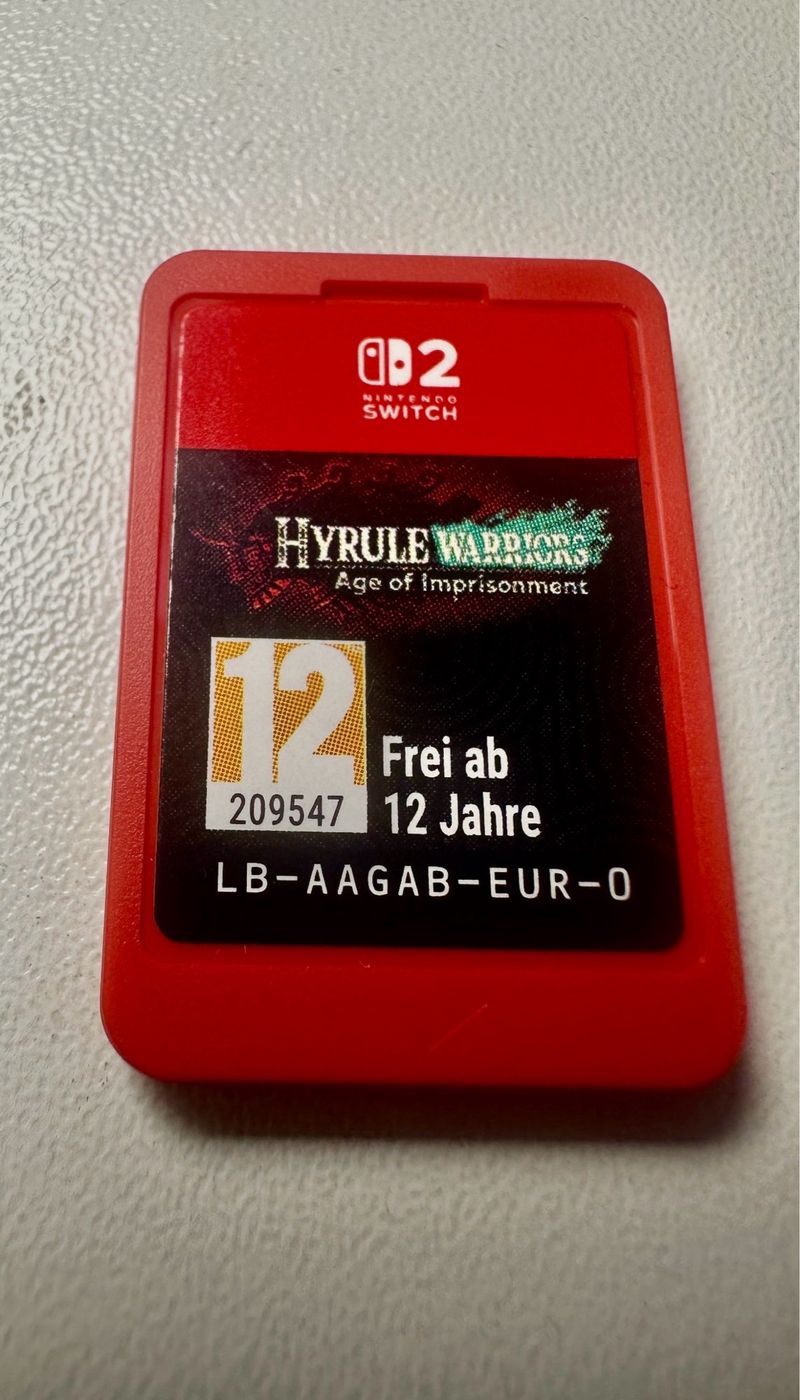 2
NINTENDO
SWITCH
HYRULE WARRIORS
Age of Imprisonment
12
209547
Frei ab
12 Jahre
LB-AAGAB-EUR-0